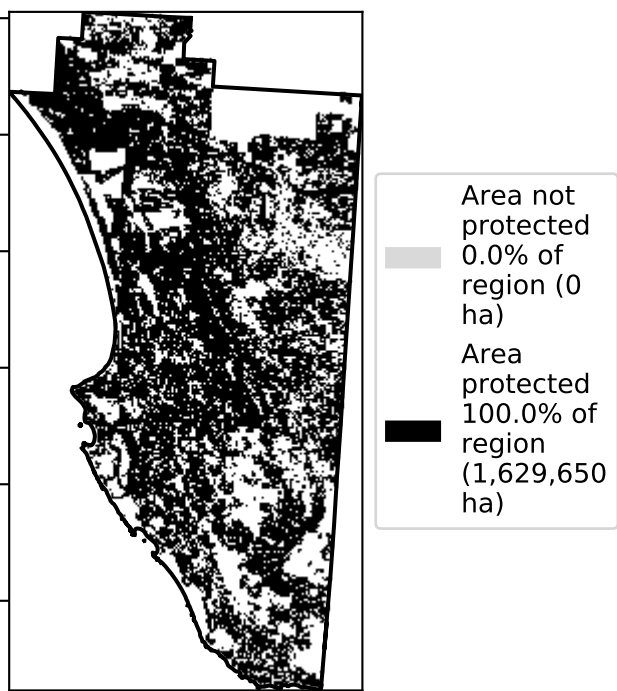 Area not
protected
0.0% of
region (0
ha)
Area
protected
100.0% of
region
(1,629,650
ha)